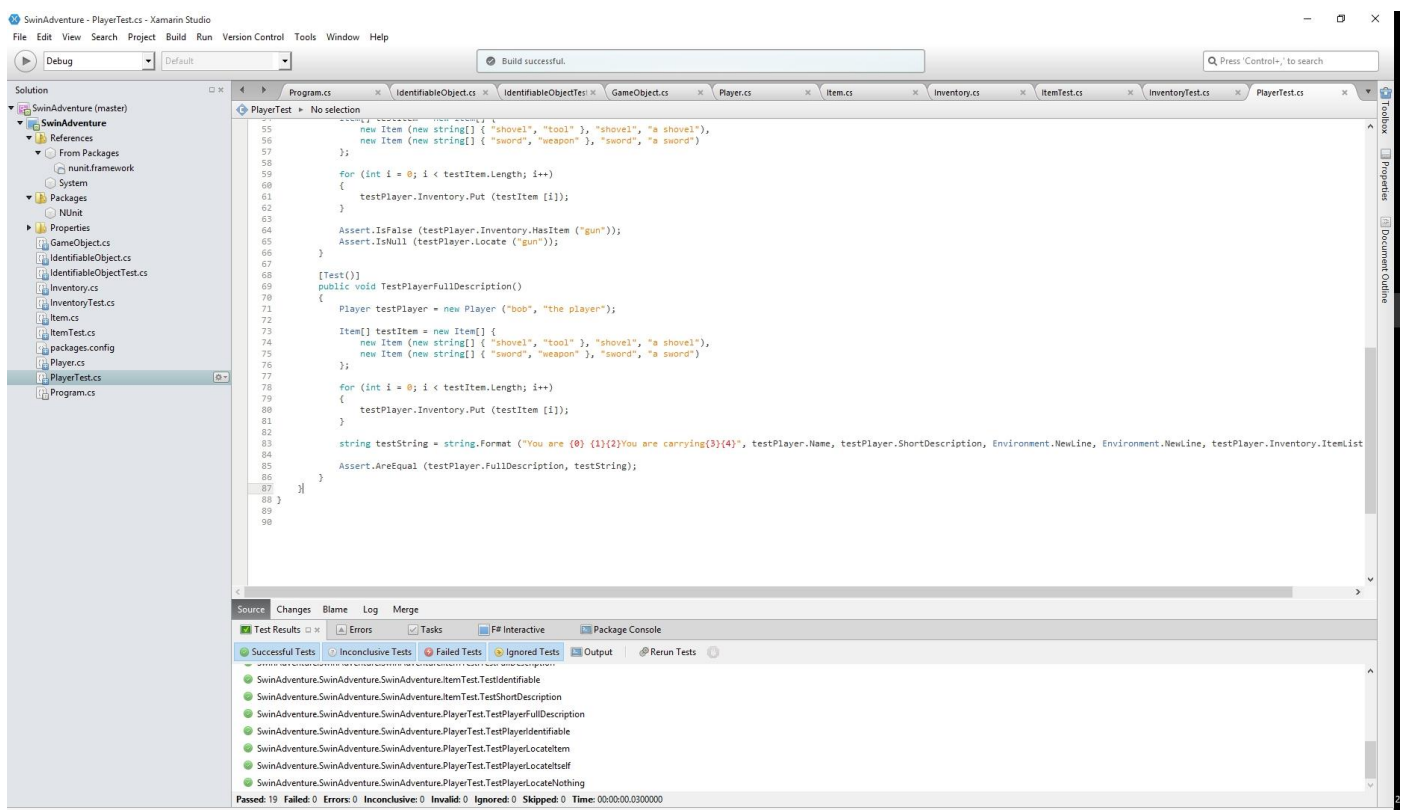 SwinAdventure - PlayerTest.cs - Xamarin Studio
File Edit View Search Project Build Run Version Control Tools Window Help
Debug Default Build successful. Press 'Control+,' to search
Solution
SwinAdventure (master)
SwinAdventure
References
From Packages
nunit.framework
System
Packages
NUnit
Properties
GameObject.cs
IdentifiableObject.cs
IdentifiableObjectTest.cs
Inventory.cs
InventoryTest.cs
Item.cs
ItemTest.cs
packages.config
Player.cs
PlayerTest.cs
Program.cs
Program.cs IdentifiableObject.cs IdentifiableObjectTes GameObject.cs Player.cs Item.cs Inventory.cs ItemTest.cs InventoryTest.cs PlayerTest.cs
PlayerTest No selection
55 new Item (new string[] { "shovel", "tool" }, "shovel", "a shovel"),
56 new Item (new string[] { "sword", "weapon" }, "sword", "a sword")
57 };
58
59 for (int i = 0; i < testItem.Length; i++)
60 {
61 testPlayer.Inventory.Put (testItem [i]);
62 }
63
64 Assert.IsFalse (testPlayer.Inventory.HasItem ("gun"));
65 Assert.IsNull (testPlayer.Locate ("gun"));
66 }
67
68 [Test()]
69 public void TestPlayerFullDescription()
70 {
71 Player testPlayer = new Player ("bob", "the player");
72
73 Item[] testItem = new Item[] {
74 new Item (new string[] { "shovel", "tool" }, "shovel", "a shovel"),
75 new Item (new string[] { "sword", "weapon" }, "sword", "a sword")
76 };
77
78 for (int i = 0; i < testItem.Length; i++)
79 {
80 testPlayer.Inventory.Put (testItem [i]);
81 }
82
83 string testString = string.Format ("You are {0} {1}{2}You are carrying{3}{4}", testPlayer.Name, testPlayer.ShortDescription, Environment.NewLine, Environment.NewLine, testPlayer.Inventory.ItemList
84
85 Assert.AreEqual (testPlayer.FullDescription, testString);
86 }
87 }
88 }
89
90
Toolbox
Properties
Document Outline
Source Changes Blame Log Merge
Test Results Errors Tasks F# Interactive Package Console
Successful Tests Inconclusive Tests Failed Tests Ignored Tests Output Rerun Tests
SwinAdventure.SwinAdventure.SwinAdventure.ItemTest.TestIdentifiable
SwinAdventure.SwinAdventure.SwinAdventure.ItemTest.TestShortDescription
SwinAdventure.SwinAdventure.SwinAdventure.PlayerTest.TestPlayerFullDescription
SwinAdventure.SwinAdventure.SwinAdventure.PlayerTest.TestPlayerIdentifiable
SwinAdventure.SwinAdventure.SwinAdventure.PlayerTest.TestPlayerLocateItem
SwinAdventure.SwinAdventure.SwinAdventure.PlayerTest.TestPlayerLocateItself
SwinAdventure.SwinAdventure.SwinAdventure.PlayerTest.TestPlayerLocateNothing
Passed: 19 Failed: 0 Errors: 0 Inconclusive: 0 Invalid: 0 Ignored: 0 Skipped: 0 Time: 00:00:00.0300000